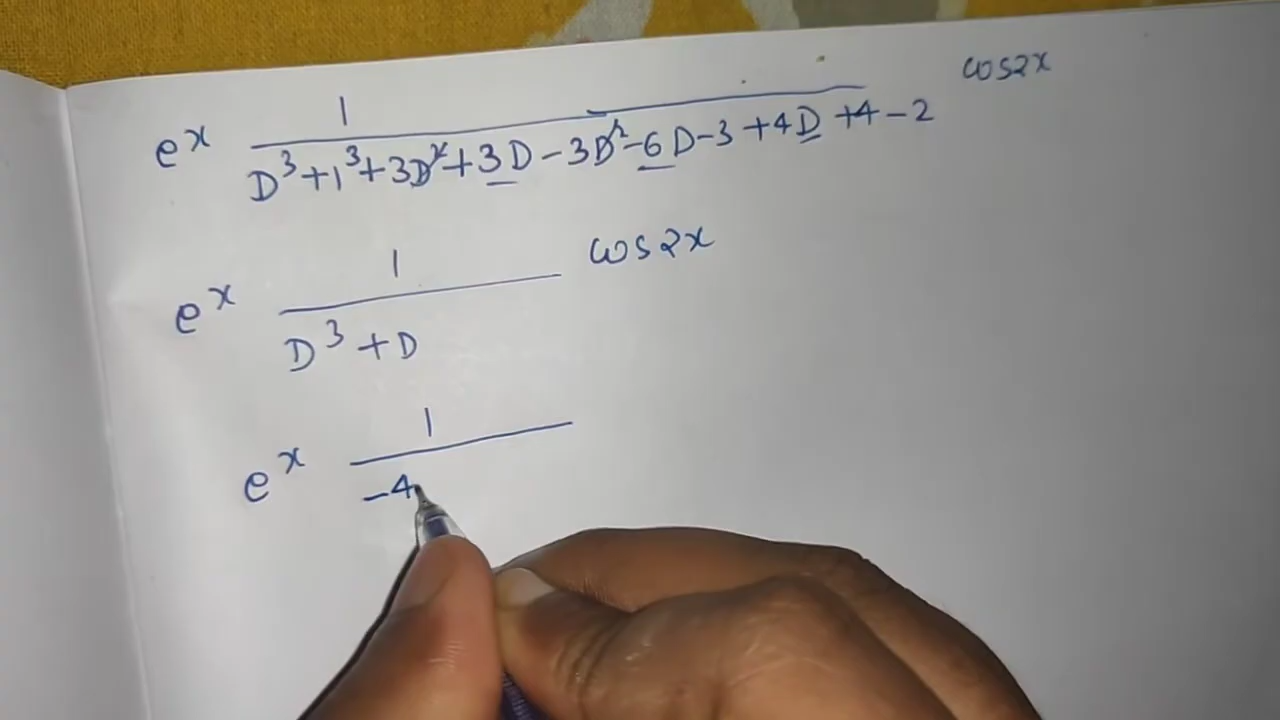 e^x 1/(D^3+1^3+3D^2+3D-3D^2-6D-3+4D+4-2) cos2x
e^x 1/(D^3+D) cos2x
e^x 1/(-4